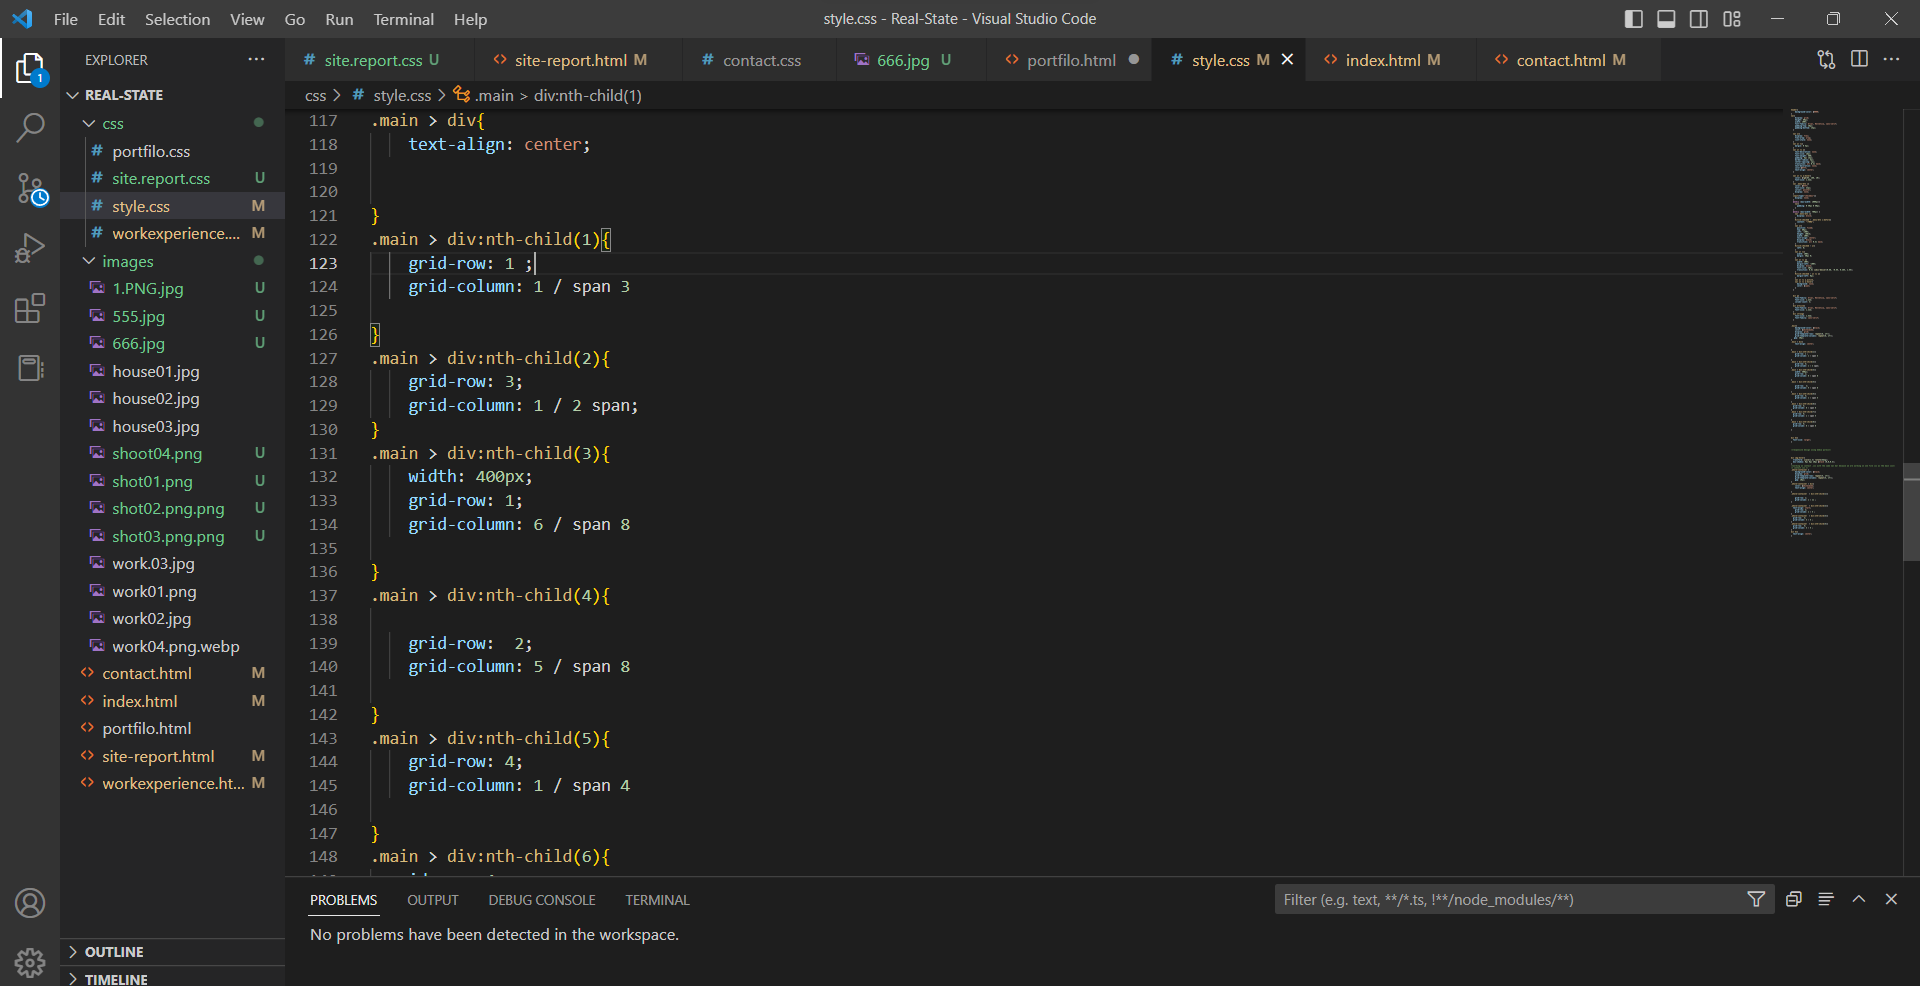 File Edit Selection View Go Run Terminal Help
style.css - Real-State - Visual Studio Code
EXPLORER
site.report.css U
site-report.html M
contact.css
666.jpg U
portfilo.html
style.css M
index.html M
contact.html M
REAL-STATE
css > style.css > .main > div:nth-child(1)
css
portfilo.css
site.report.css U
style.css M
workexperience.... M
images
1.PNG.jpg U
555.jpg U
666.jpg U
house01.jpg
house02.jpg
house03.jpg
shoot04.png U
shot01.png U
shot02.png.png U
shot03.png.png U
work.03.jpg
work01.png
work02.jpg
work04.png.webp
contact.html M
index.html M
portfilo.html
site-report.html M
workexperience.ht... M
OUTLINE
TIMELINE
1
117 .main > div{
118 text-align: center;
119
120
121 }
122 .main > div:nth-child(1){
123 grid-row: 1 ;
124 grid-column: 1 / span 3
125
126 }
127 .main > div:nth-child(2){
128 grid-row: 3;
129 grid-column: 1 / 2 span;
130 }
131 .main > div:nth-child(3){
132 width: 400px;
133 grid-row: 1;
134 grid-column: 6 / span 8
135
136 }
137 .main > div:nth-child(4){
138
139 grid-row:  2;
140 grid-column: 5 / span 8
141
142 }
143 .main > div:nth-child(5){
144 grid-row: 4;
145 grid-column: 1 / span 4
146
147 }
148 .main > div:nth-child(6){
PROBLEMS OUTPUT DEBUG CONSOLE TERMINAL
Filter (e.g. text, **/*.ts, !**/node_modules/**)
No problems have been detected in the workspace.